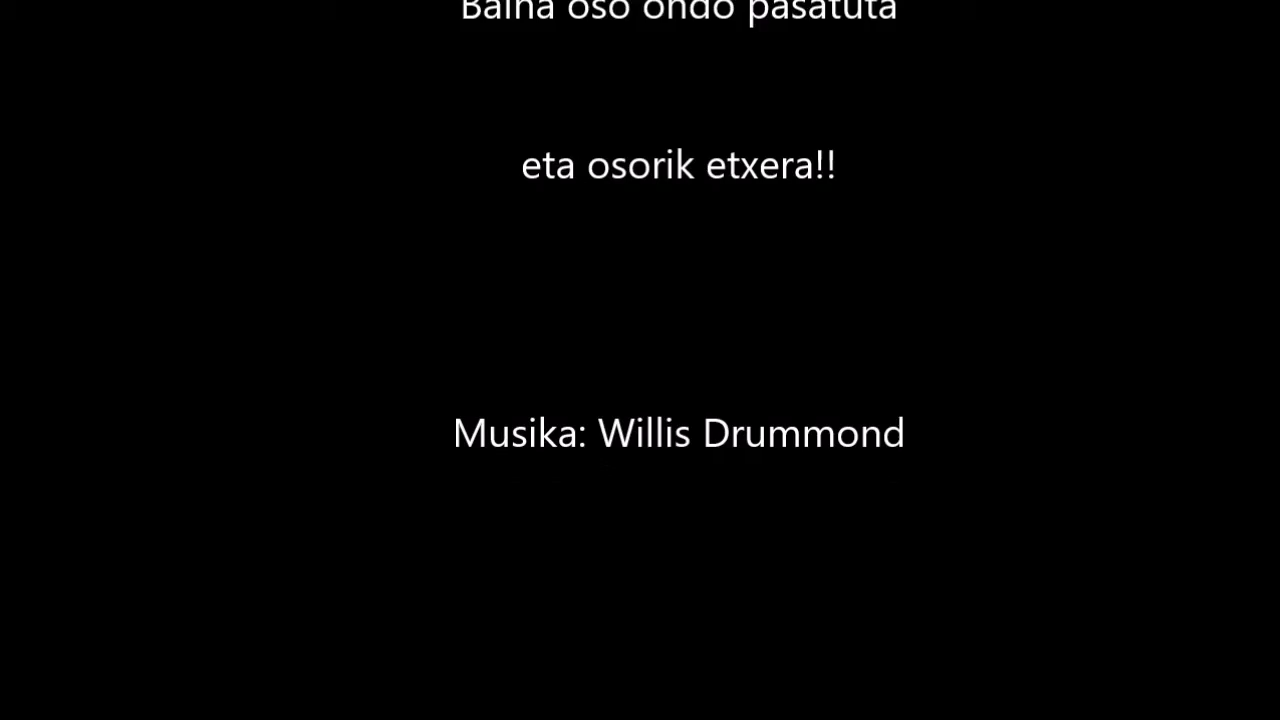 Baina oso ondo pasatuta
eta osorik etxera!!
Musika: Willis Drummond